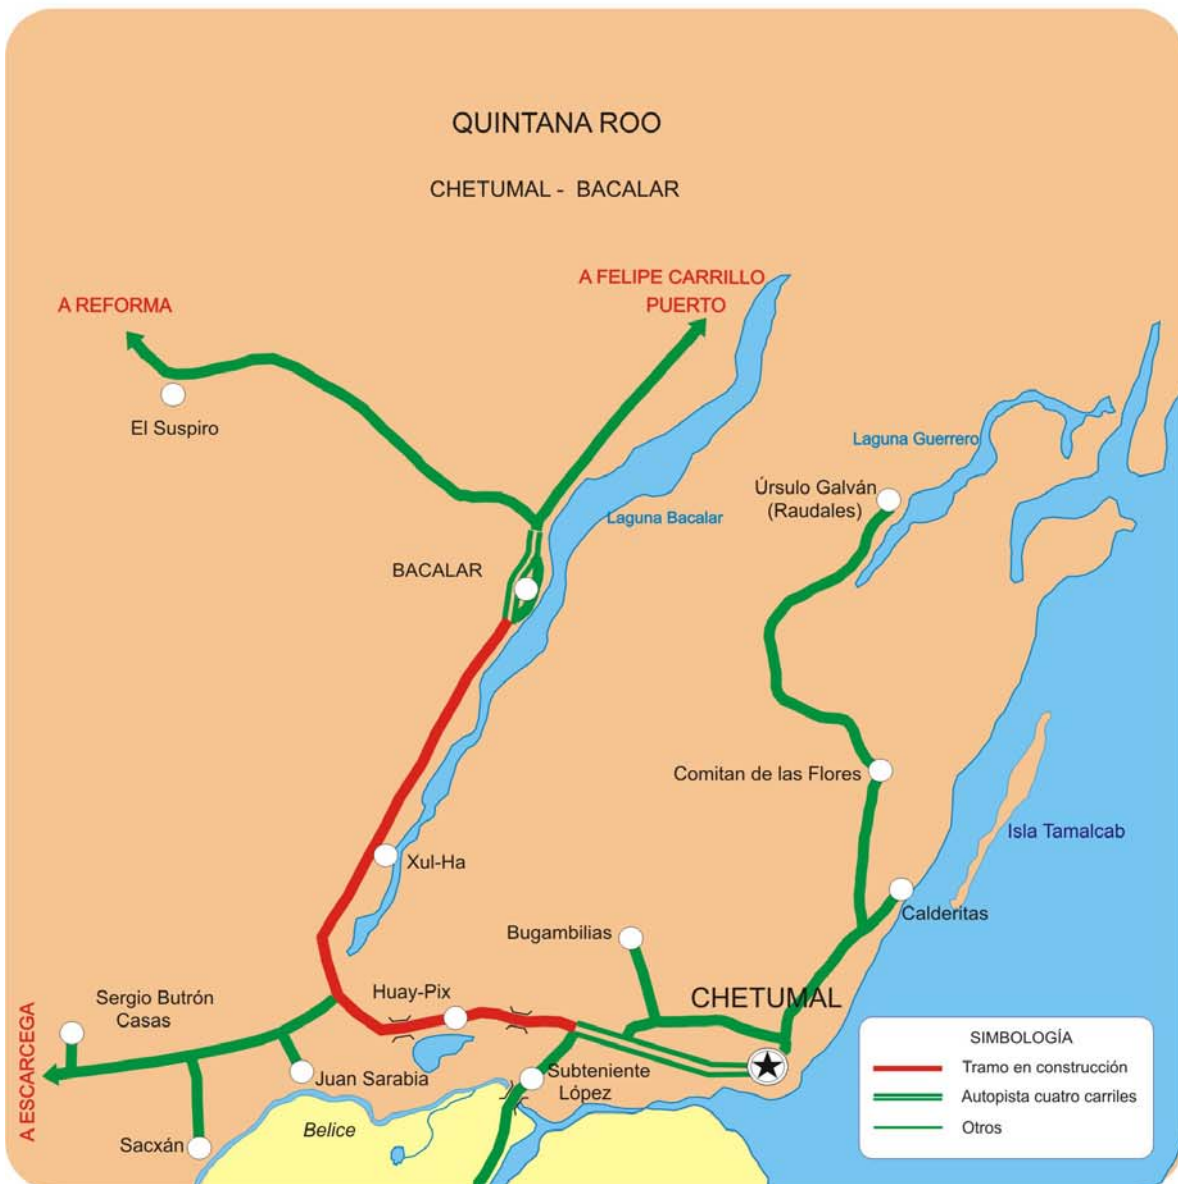 QUINTANA ROO
CHETUMAL - BACALAR
A FELIPE CARRILLO
PUERTO
A REFORMA
El Suspiro
Laguna Guerrero
Úrsulo Galván
(Raudales)
Laguna Bacalar
BACALAR
Comitan de las Flores
Isla Tamalcab
Xul-Ha
Calderitas
Bugambilias
CHETUMAL
Huay-Pix
Sergio Butrón
Casas
A ESCARCEGA
Juan Sarabia
Subteniente
López
Sacxán
Belice
SIMBOLOGÍA
Tramo en construcción
Autopista cuatro carriles
Otros